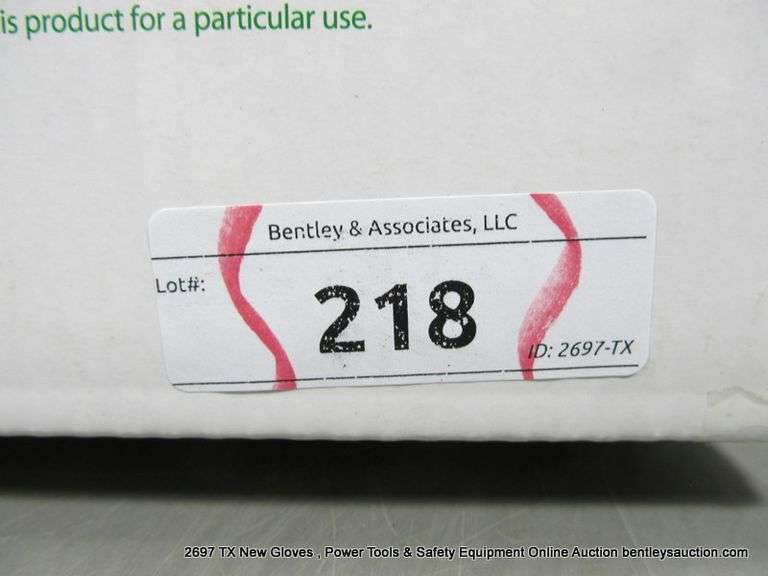 is product for a particular use.
Bentley & Associates, LLC
Lot#:
218
ID: 2697-TX
2697 TX New Gloves , Power Tools & Safety Equipment Online Auction bentleysauction.com